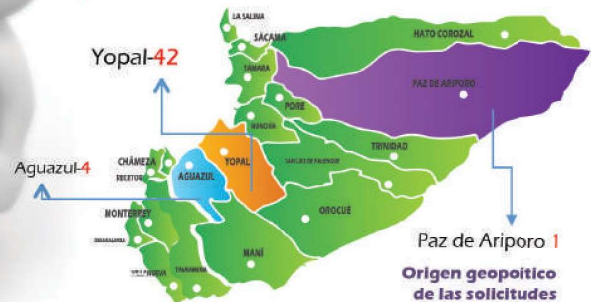 LA SALINA
SÁCAMA
HATO COROZAL
Yopal-42
TÁMARA
PAZ DE ARIPORO
PORE
NUNCHÍA
TRINIDAD
Aguazul-4
CHÁMEZA
RECETOR
AGUAZUL
YOPAL
SAN LUIS DE PALENQUE
MONTERREY
OROCUÉ
SABANALARGA
MANÍ
TAURAMENA
Paz de Ariporo 1
Origen geopoítico
de las solicitudes